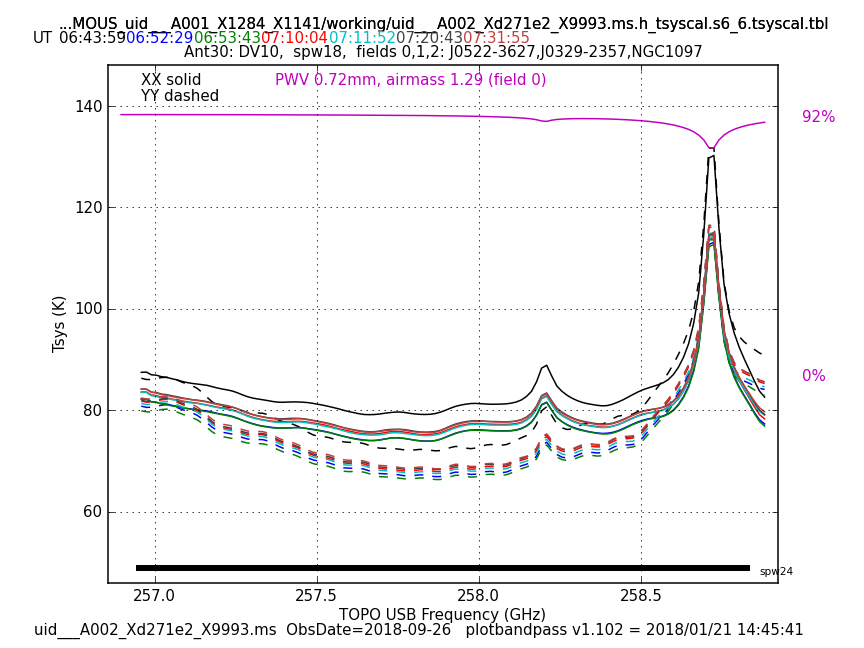 ...MOUS_uid___A001_X1284_X1141/working/uid___A002_Xd271e2_X9993.ms.h_tsyscal.s6_6.tsyscal.tbl
UT 06:43:59 06:52:29 06:53:43 07:10:04 07:11:52 07:20:43 07:31:55
Ant30: DV10, spw18, fields 0,1,2: J0522-3627,J0329-2357,NGC1097
XX solid
PWV 0.72mm, airmass 1.29 (field 0)
YY dashed
92%
0%
140
120
100
80
60
Tsys (K)
spw24
257.0 257.5 258.0 258.5
TOPO USB Frequency (GHz)
uid___A002_Xd271e2_X9993.ms ObsDate=2018-09-26 plotbandpass v1.102 = 2018/01/21 14:45:41